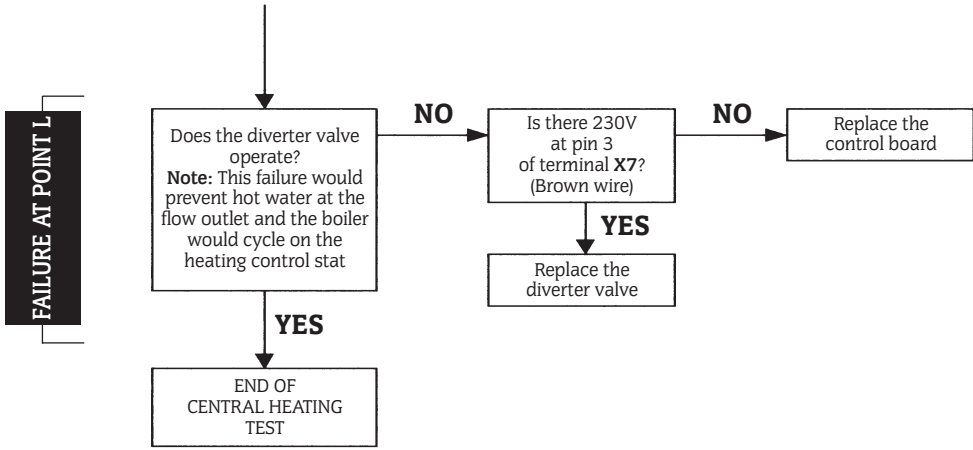 FAILURE AT POINT L
Does the diverter valve
operate?
Note: This failure would
prevent hot water at the
flow outlet and the boiler
would cycle on the
heating control stat
NO
Is there 230V
at pin 3
of terminal X7?
(Brown wire)
NO
Replace the
control board
YES
Replace the
diverter valve
YES
END OF
CENTRAL HEATING
TEST